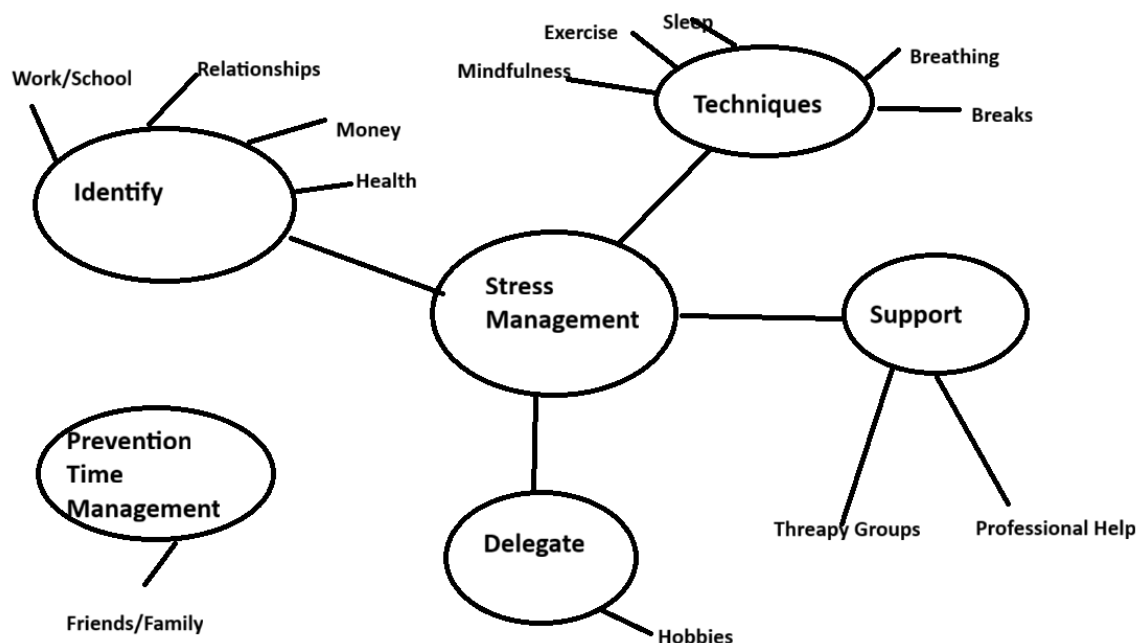 Sleep
Exercise
Mindfulness
Breathing
Techniques
Breaks
Work/School
Relationships
Money
Health
Identify
Stress
Management
Support
Threapy Groups
Professional Help
Prevention
Time
Management
Friends/Family
Delegate
Hobbies